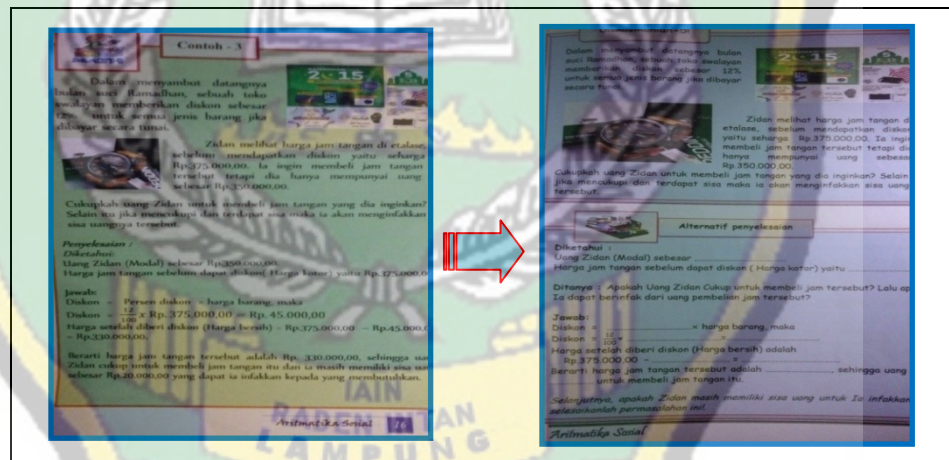 Contoh - 3
Dalam menyambut datangnya
bulan suci Ramadhan, sebuah toko
swalayan memberikan diskon sebesar
12% untuk semua jenis barang jika
dibayar secara tunai.
2015
Zidan melihat harga jam tangan di etalase,
sebelum mendapatkan diskon yaitu seharga
Rp.375.000,00. Ia ingin membeli jam tangan
tersebut tetapi dia hanya mempunyai uang
sebesar Rp.350.000,00.
Cukupkah uang Zidan untuk membeli jam tangan yang dia inginkan?
Selain itu jika mencukupi dan terdapat sisa maka ia akan menginfakkan
sisa uangnya tersebut.
Penyelesaian :
Diketahui:
Uang Zidan (Modal) sebesar Rp.350.000,00.
Harga jam tangan sebelum dapat diskon( Harga kotor) yaitu Rp.375.000,0
Jawab:
Diskon = Persen diskon × harga barang, maka
Diskon = 12/100 x Rp. 375.000,00 = Rp. 45.000,00
Harga setelah diberi diskon (Harga bersih) = Rp.375.000,00 - Rp.45.000,0
= Rp.330.000,00.
Berarti harga jam tangan tersebut adalah Rp. 330.000,00, sehingga ua
Zidan cukup untuk membeli jam tangan itu dan ia masih memiliki sisa ua
sebesar Rp.20.000,00 yang dapat ia infakkan kepada yang membutuhkan.
Aritmatika Sosial 16
Dalam menyambut datangnya bulan
suci Ramadhan, sebuah toko swalayan
memberikan diskon sebesar 12%
untuk semua jenis barang jika dibayar
secara tunai.
2015
Zidan melihat harga jam tangan d
etalase, sebelum mendapatkan diskon
yaitu seharga Rp.375.000,00. Ia ingi
membeli jam tangan tersebut tetapi di
hanya mempunyai uang sebesa
Rp.350.000,00.
Cukupkah uang Zidan untuk membeli jam tangan yang dia inginkan? Selain
jika mencukupi dan terdapat sisa maka ia akan menginfakkan sisa uang
tersebut.
Alternatif penyelesaian
Diketahui :
Uang Zidan (Modal) sebesar
Harga jam tangan sebelum dapat diskon ( Harga kotor) yaitu
Ditanya : Apakah Uang Zidan Cukup untuk membeli jam tersebut? Lalu ap
Ia dapat berinfak dari uang pembelian jam tersebut?
Jawab:
Diskon = × harga barang, maka
Diskon = 12/100 × =
Harga setelah diberi diskon (Harga bersih) adalah
Rp.375.000,00 - =
Berarti harga jam tangan tersebut adalah , sehingga uang
untuk membeli jam tangan itu.
Selanjutnya, apakah Zidan masih memiliki sisa uang untuk Ia infakkan
selesaikanlah permasalahan ini.
Aritmatika Sosial
IAIN
RADEN INTAN
LAMPUNG